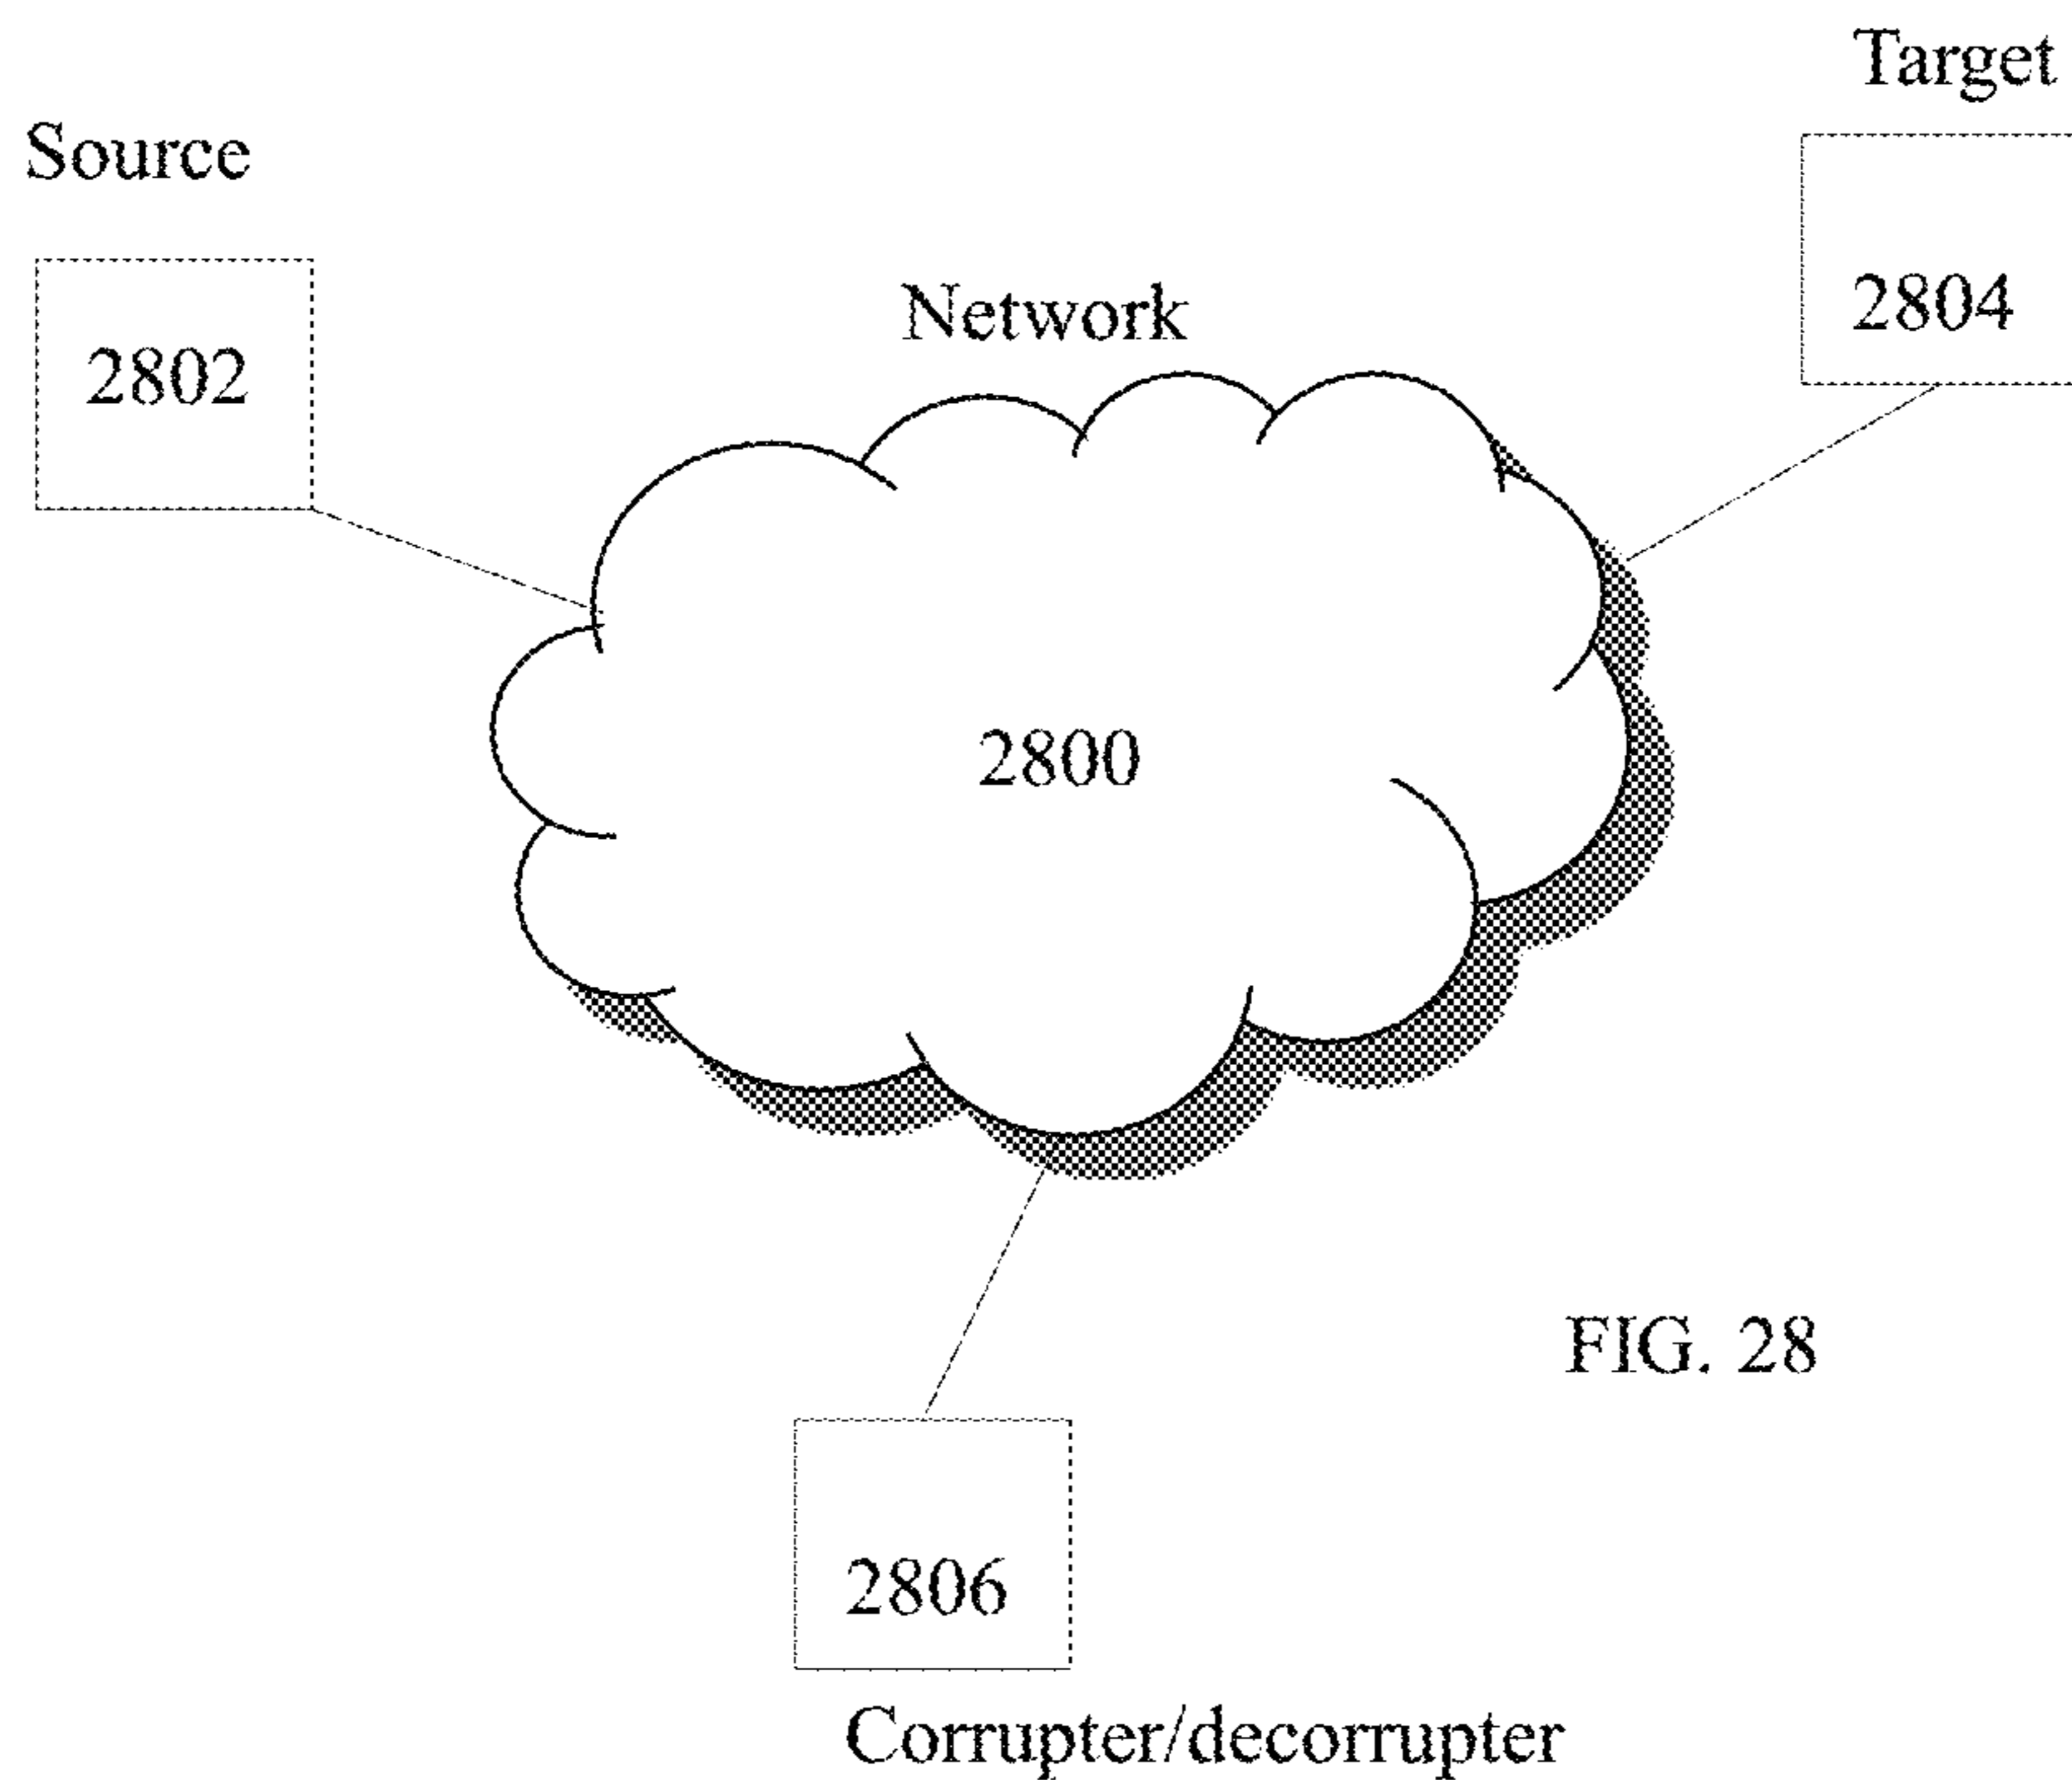 Target
Source
2804
Network
2802
2800
FIG. 28
2806
Corrupter/decorrupter